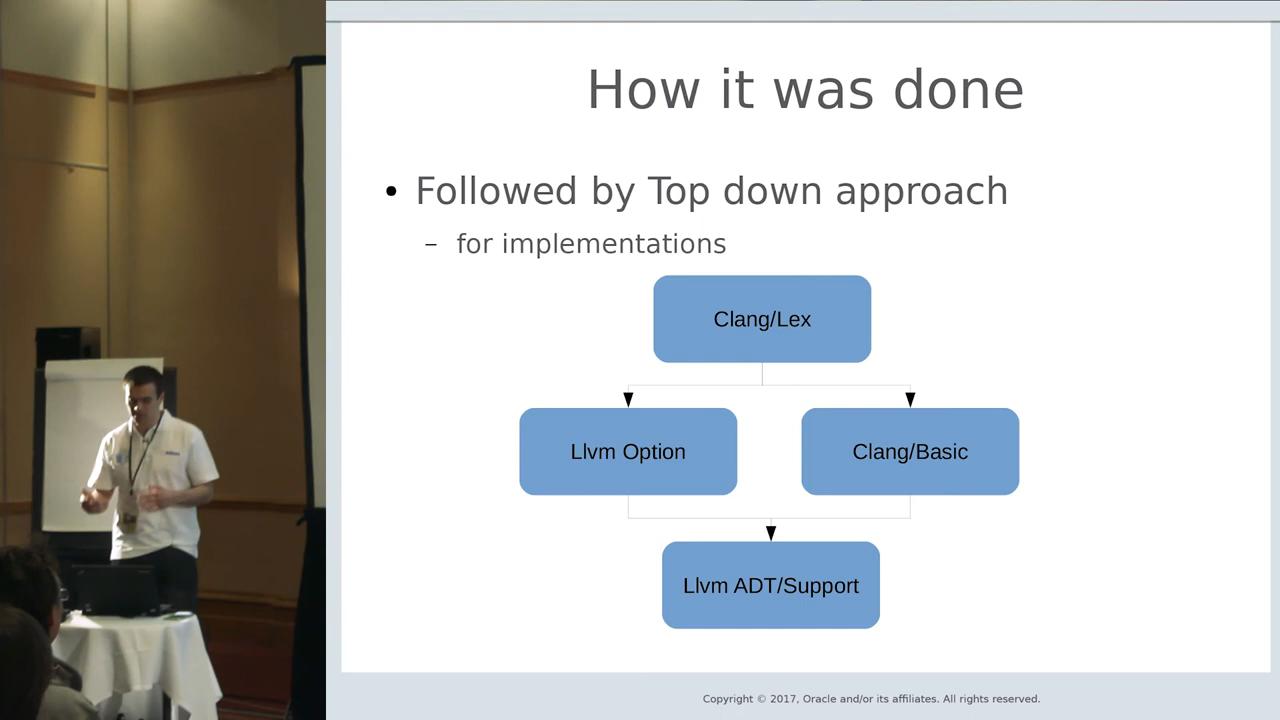 How it was done
• Followed by Top down approach
– for implementations
Clang/Lex
Llvm Option
Clang/Basic
Llvm ADT/Support
Copyright © 2017, Oracle and/or its affiliates. All rights reserved.